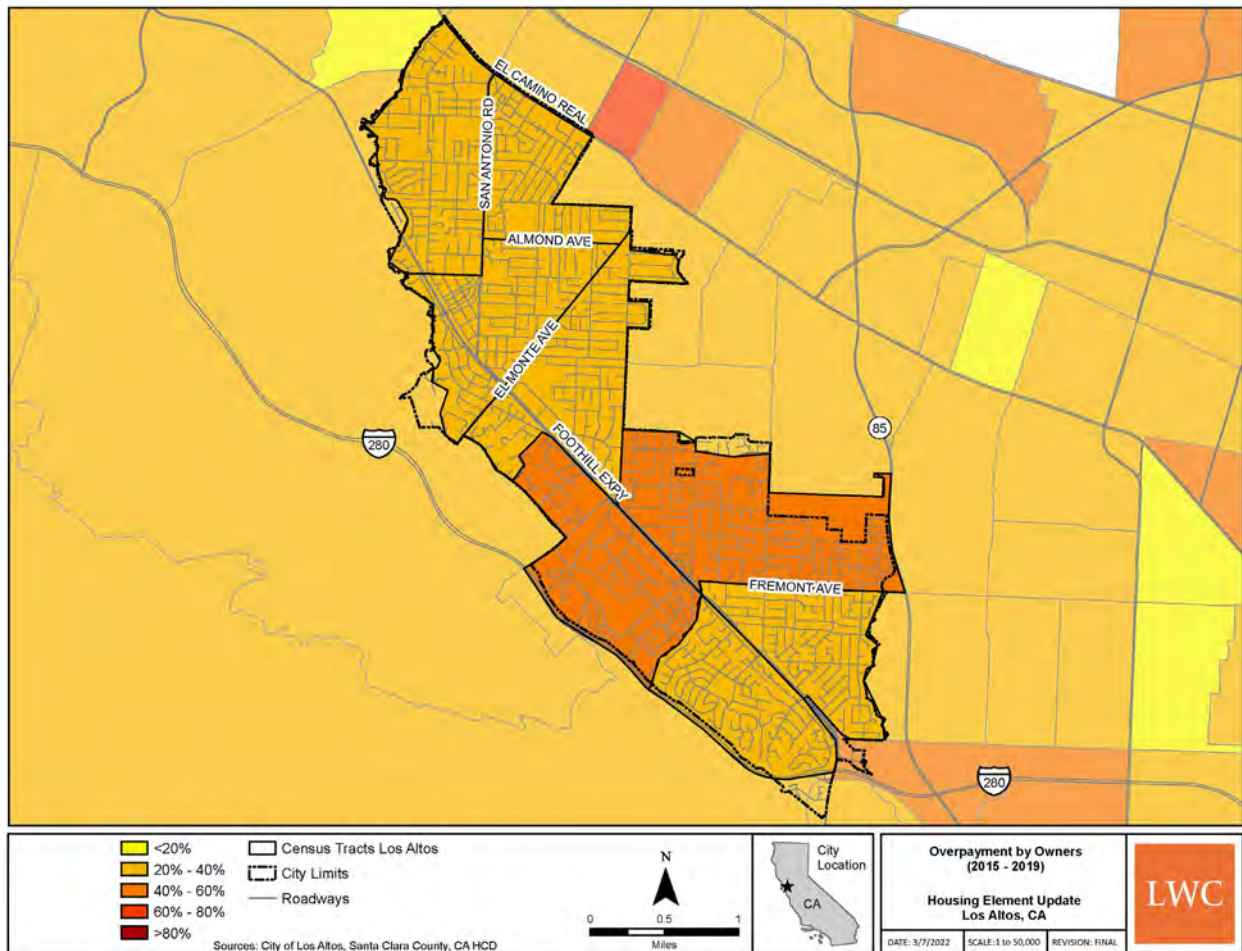 EL CAMINO REAL
SAN ANTONIO RD
ALMOND AVE
EL MONTE AVE
FOOTHILL EXPY
85
280
FREMONT AVE
280
<20%
20% - 40%
40% - 60%
60% - 80%
>80%
Census Tracts Los Altos
City Limits
Roadways
Sources: City of Los Altos, Santa Clara County, CA HCD
N
0 0.5 1
Miles
City
Location
CA
Overpayment by Owners
(2015 - 2019)
Housing Element Update
Los Altos, CA
DATE: 3/7/2022 SCALE:1 to 50,000 REVISION: FINAL
LWC